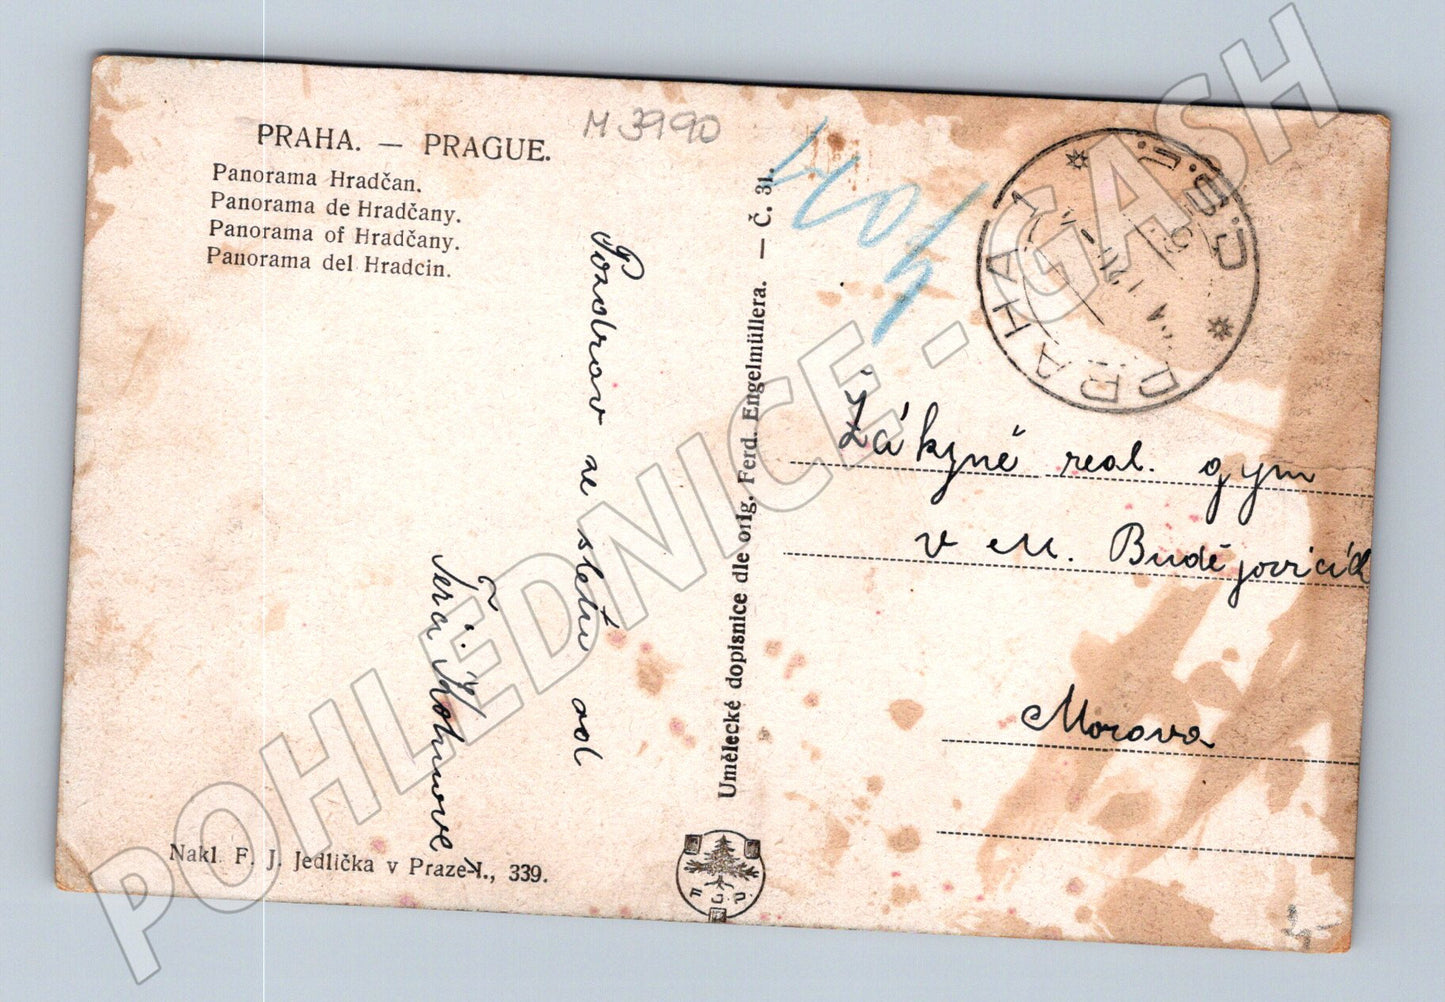 PRAHA. — PRAGUE.
Panorama Hradčan.
Panorama de Hradčany.
Panorama of Hradčany.
Panorama del Hradcin.
M 3990
Pozdrav ze sletu od
Nakl. F. J. Jedlička v Praze-I., 339.
Umělecké dopisnice dle orig. Ferd. Engelmüllera. — Č. 31.
F J J
PRAHA 1
Žákyně real. gym
v M. Budějovicích
Morava
POHLEDNICE - GASH